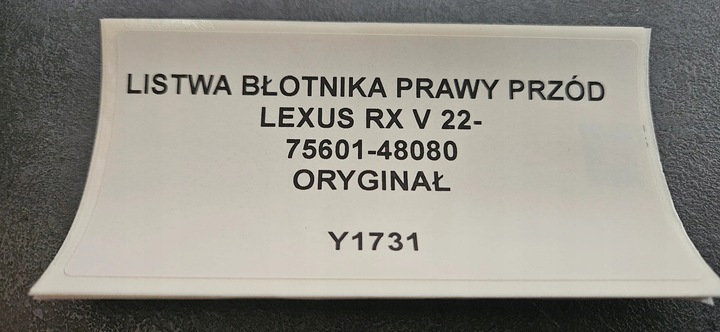 LISTWA BŁOTNIKA PRAWY PRZÓD
LEXUS RX V 22-
75601-48080
ORYGINAŁ
Y1731